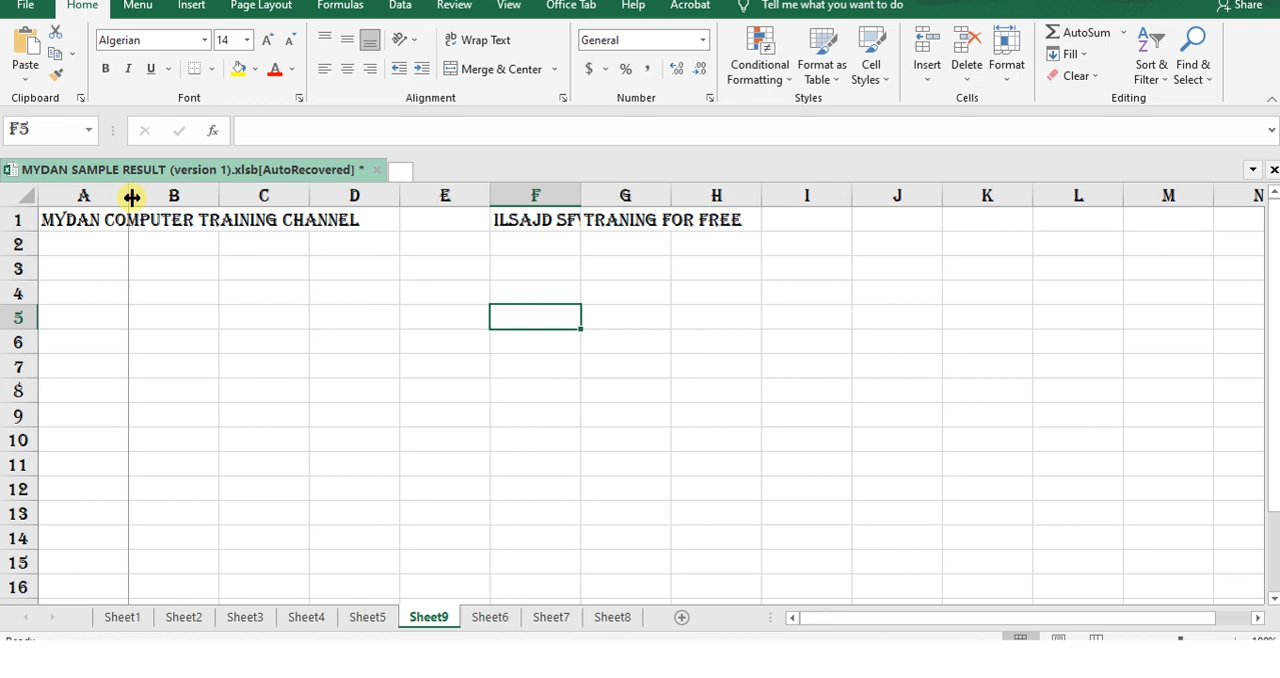 File Home Menu Insert Page Layout Formulas Data Review View Office Tab Help Acrobat Tell me what you want to do Share
Algerian 14 Wrap Text General AutoSum
Paste B I U Merge & Center $ % , Conditional Formatting Format as Table Cell Styles Insert Delete Format Fill Clear Sort & Filter Find & Select
Clipboard Font Alignment Number Styles Cells Editing
F5 fx
MYDAN SAMPLE RESULT (version 1).xlsb[AutoRecovered] *
A B C D E F G H I J K L M N
1 MYDAN COMPUTER TRAINING CHANNEL ILSAJD SF TRANING FOR FREE
2
3
4
5
6
7
8
9
10
11
12
13
14
15
16
Sheet1 Sheet2 Sheet3 Sheet4 Sheet5 Sheet9 Sheet6 Sheet7 Sheet8